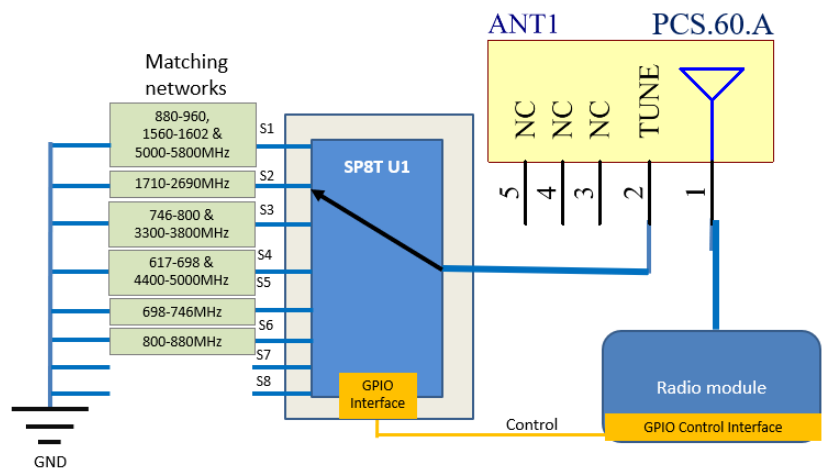 ANT1
PCS.60.A
Matching
networks
880-960,
1560-1602 &
5000-5800MHz
S1
1710-2690MHz
S2
746-800 &
3300-3800MHz
S3
617-698 &
4400-5000MHz
S4
S5
698-746MHz
S6
800-880MHz
S7
S8
SP8T U1
GPIO
Interface
NC
NC
NC
TUNE
5
4
3
2
1
Radio module
GPIO Control Interface
Control
GND